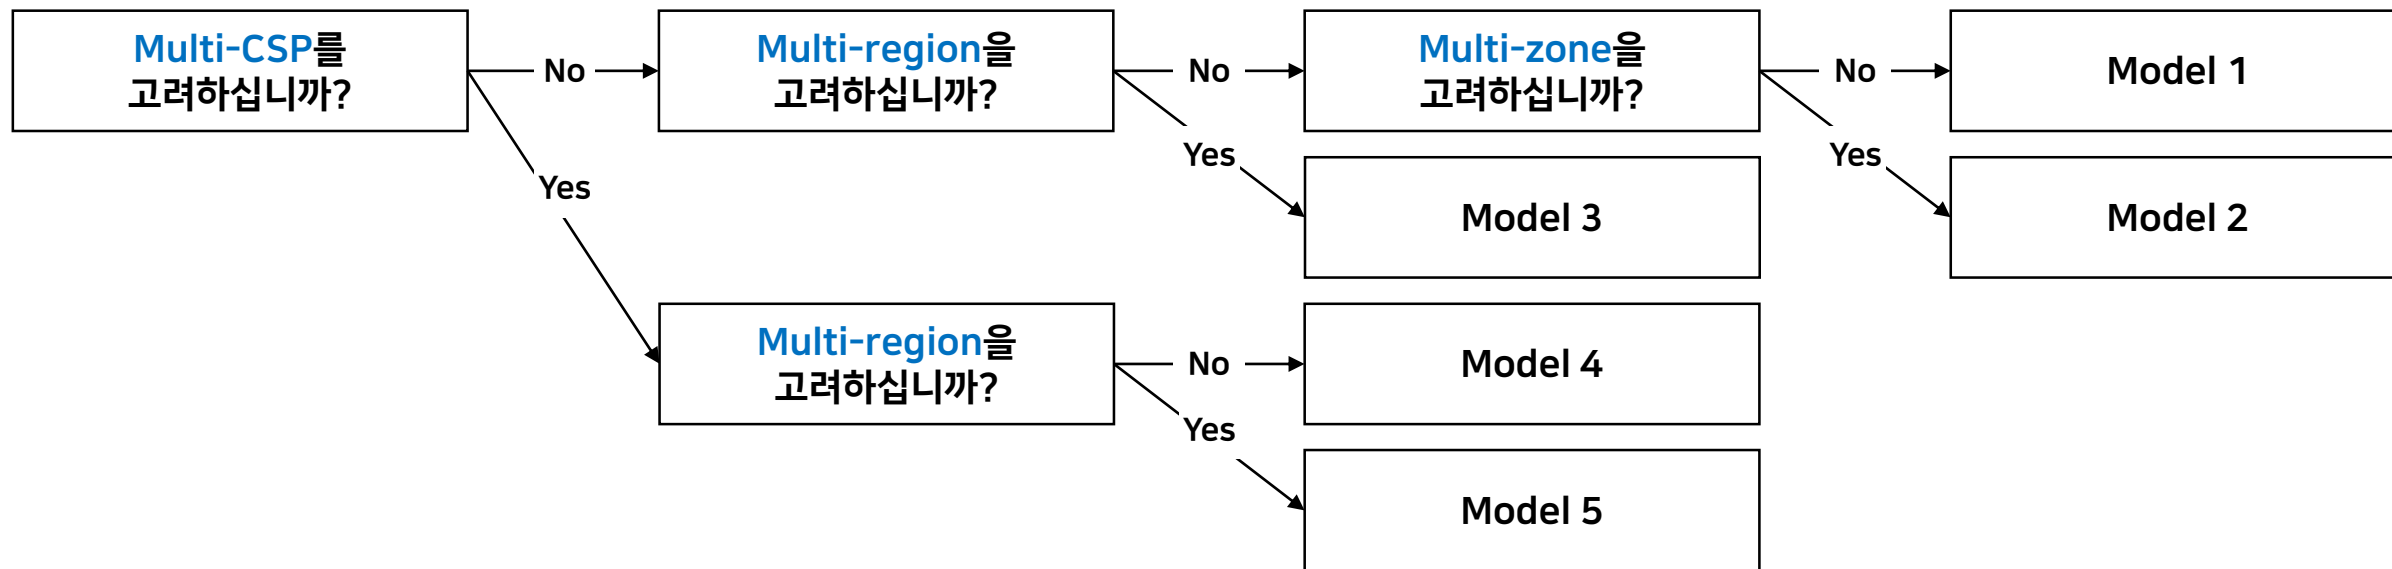 Multi-CSP를
고려하십니까?
No
Multi-region을
고려하십니까?
No
Multi-zone을
고려하십니까?
No
Model 1
Yes
Yes
Model 3
Yes
Model 2
Multi-region을
고려하십니까?
No
Model 4
Yes
Model 5